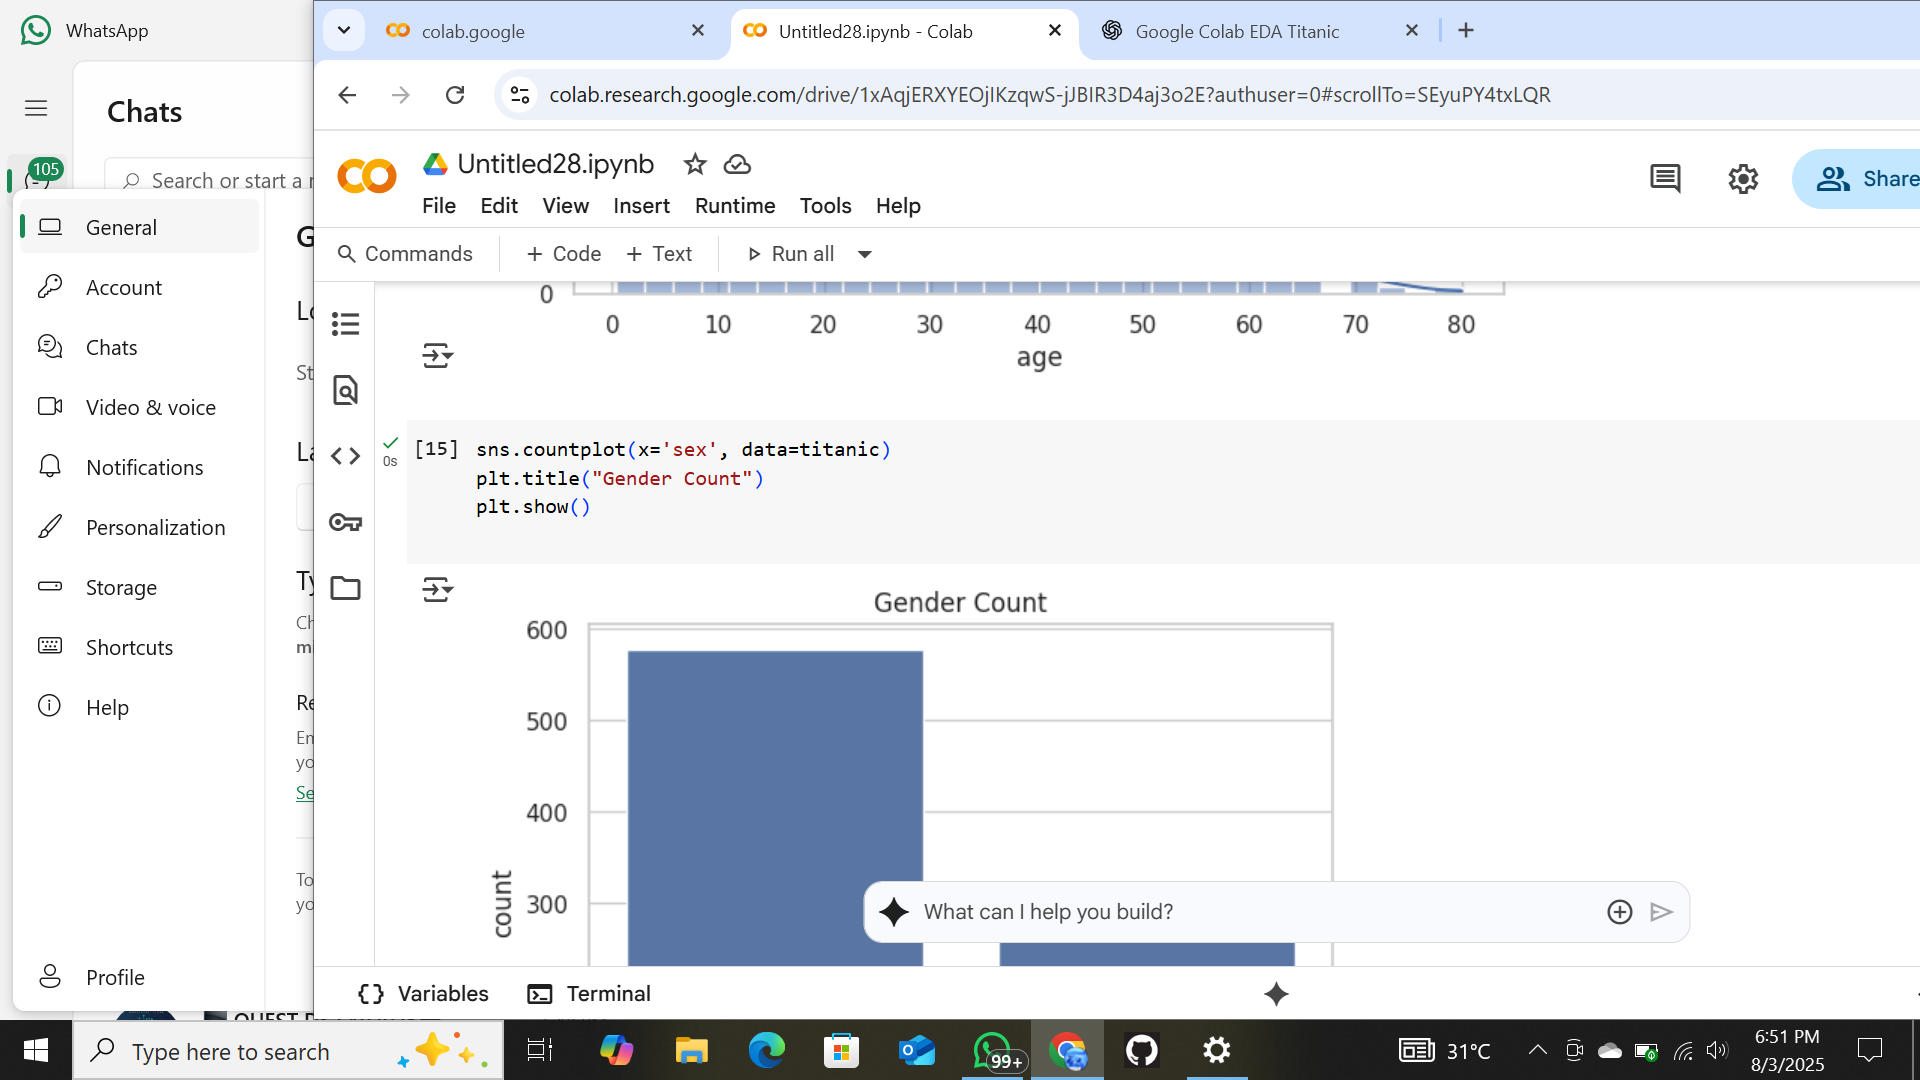 WhatsApp
Chats
105
Search or start a
General
Account
Chats
Video & voice
Notifications
Personalization
Storage
Shortcuts
Help
Profile
G
St
Ch
Re
En
yo
Se
To
yo
colab.google
Untitled28.ipynb - Colab
Google Colab EDA Titanic
colab.research.google.com/drive/1xAqjERXYEOjIKzqwS-jJBIR3D4aj3o2E?authuser=0#scrollTo=SEyuPY4txLQR
Untitled28.ipynb
Share
File Edit View Insert Runtime Tools Help
Commands + Code + Text Run all
0
0 10 20 30 40 50 60 70 80
age
[15] sns.countplot(x='sex', data=titanic)
0s
plt.title("Gender Count")
plt.show()
Gender Count
600
500
400
300
count
What can I help you build?
Variables Terminal
Type here to search
99+
31°C
6:51 PM
8/3/2025